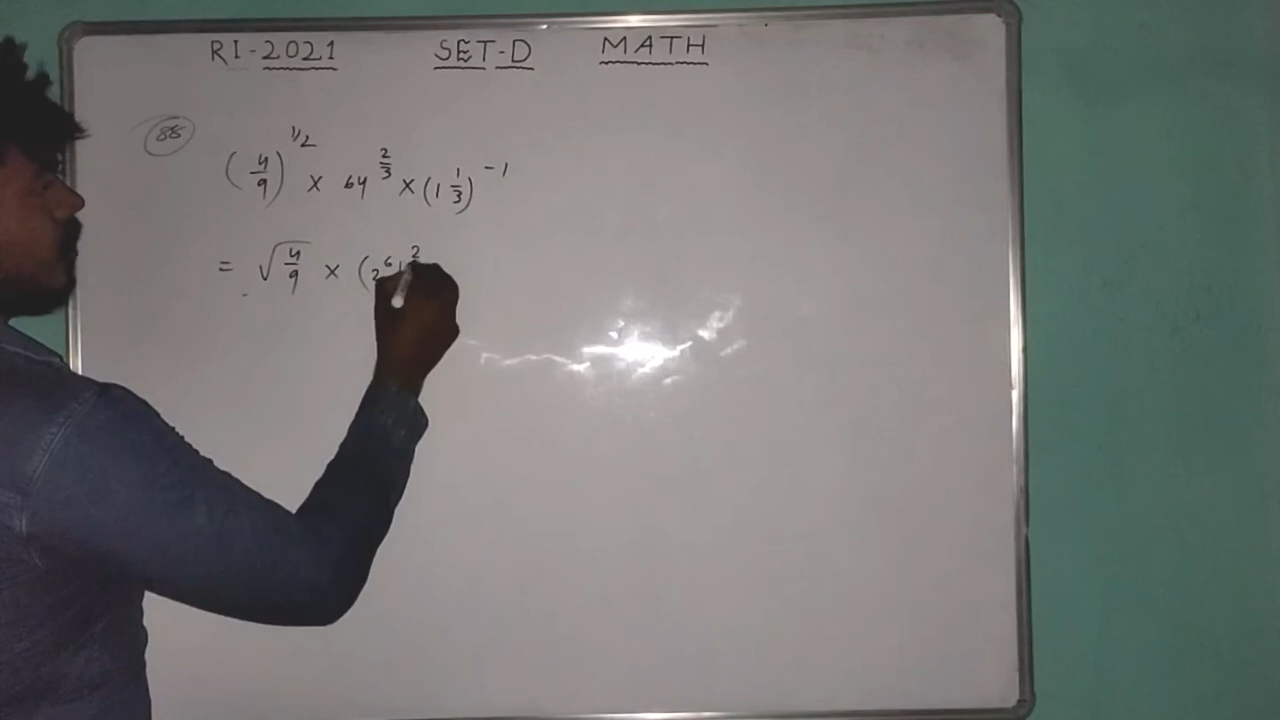 RI-2021 SET-D MATH
88
(4/9)^1/2 × 64^2/3 × (1 1/3)^-1
= √4/9 × (2^6)^2